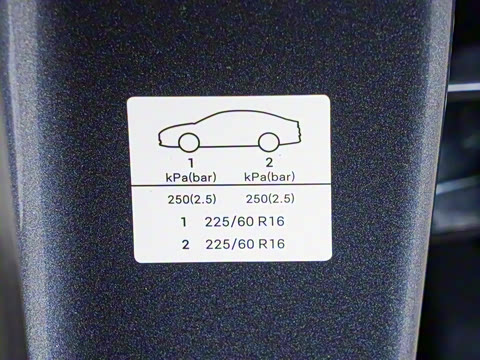 1 2
kPa(bar) kPa(bar)
250(2.5) 250(2.5)
1 225/60 R16
2 225/60 R16